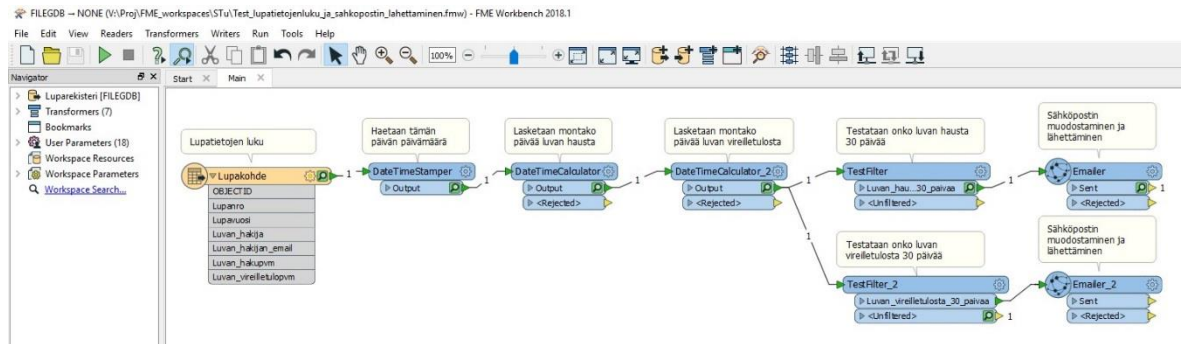 FILEGDB → NONE (V:\Proj\FME_workspaces\STu\Test_lupatietojenluku_ja_sahkopostin_lahettaminen.fmw) - FME Workbench 2018.1
File Edit View Readers Transformers Writers Run Tools Help
100%
Navigator
Start
Main
Luparekisteri [FILEGDB]
Transformers (7)
Bookmarks
User Parameters (18)
Workspace Resources
Workspace Parameters
Workspace Search...
Lupatietojen luku
Lupakohde
OBJECTID
Lupanro
Lupavuosi
Luvan_hakija
Luvan_hakijan_email
Luvan_hakupvm
Luvan_vireilletulopvm
1
Haetaan tämän
päivän päivämäärä
DateTimeStamper
Output
1
Lasketaan montako
päivää luvan hausta
DateTimeCalculator
Output
<Rejected>
1
Lasketaan montako
päivää luvan vireilletulosta
DateTimeCalculator_2
Output
<Rejected>
1
1
Testataan onko luvan hausta
30 päivää
TestFilter
Luvan_hau...30_paivaa
<Unfiltered>
1
Sähköpostin
muodostaminen ja
lähettäminen
Emailer
Sent
1
<Rejected>
Testataan onko luvan
vireilletulosta 30 päivää
TestFilter_2
Luvan_vireilletulosta_30_paivaa
<Unfiltered>
1
1
Sähköpostin
muodostaminen ja
lähettäminen
Emailer_2
Sent
<Rejected>